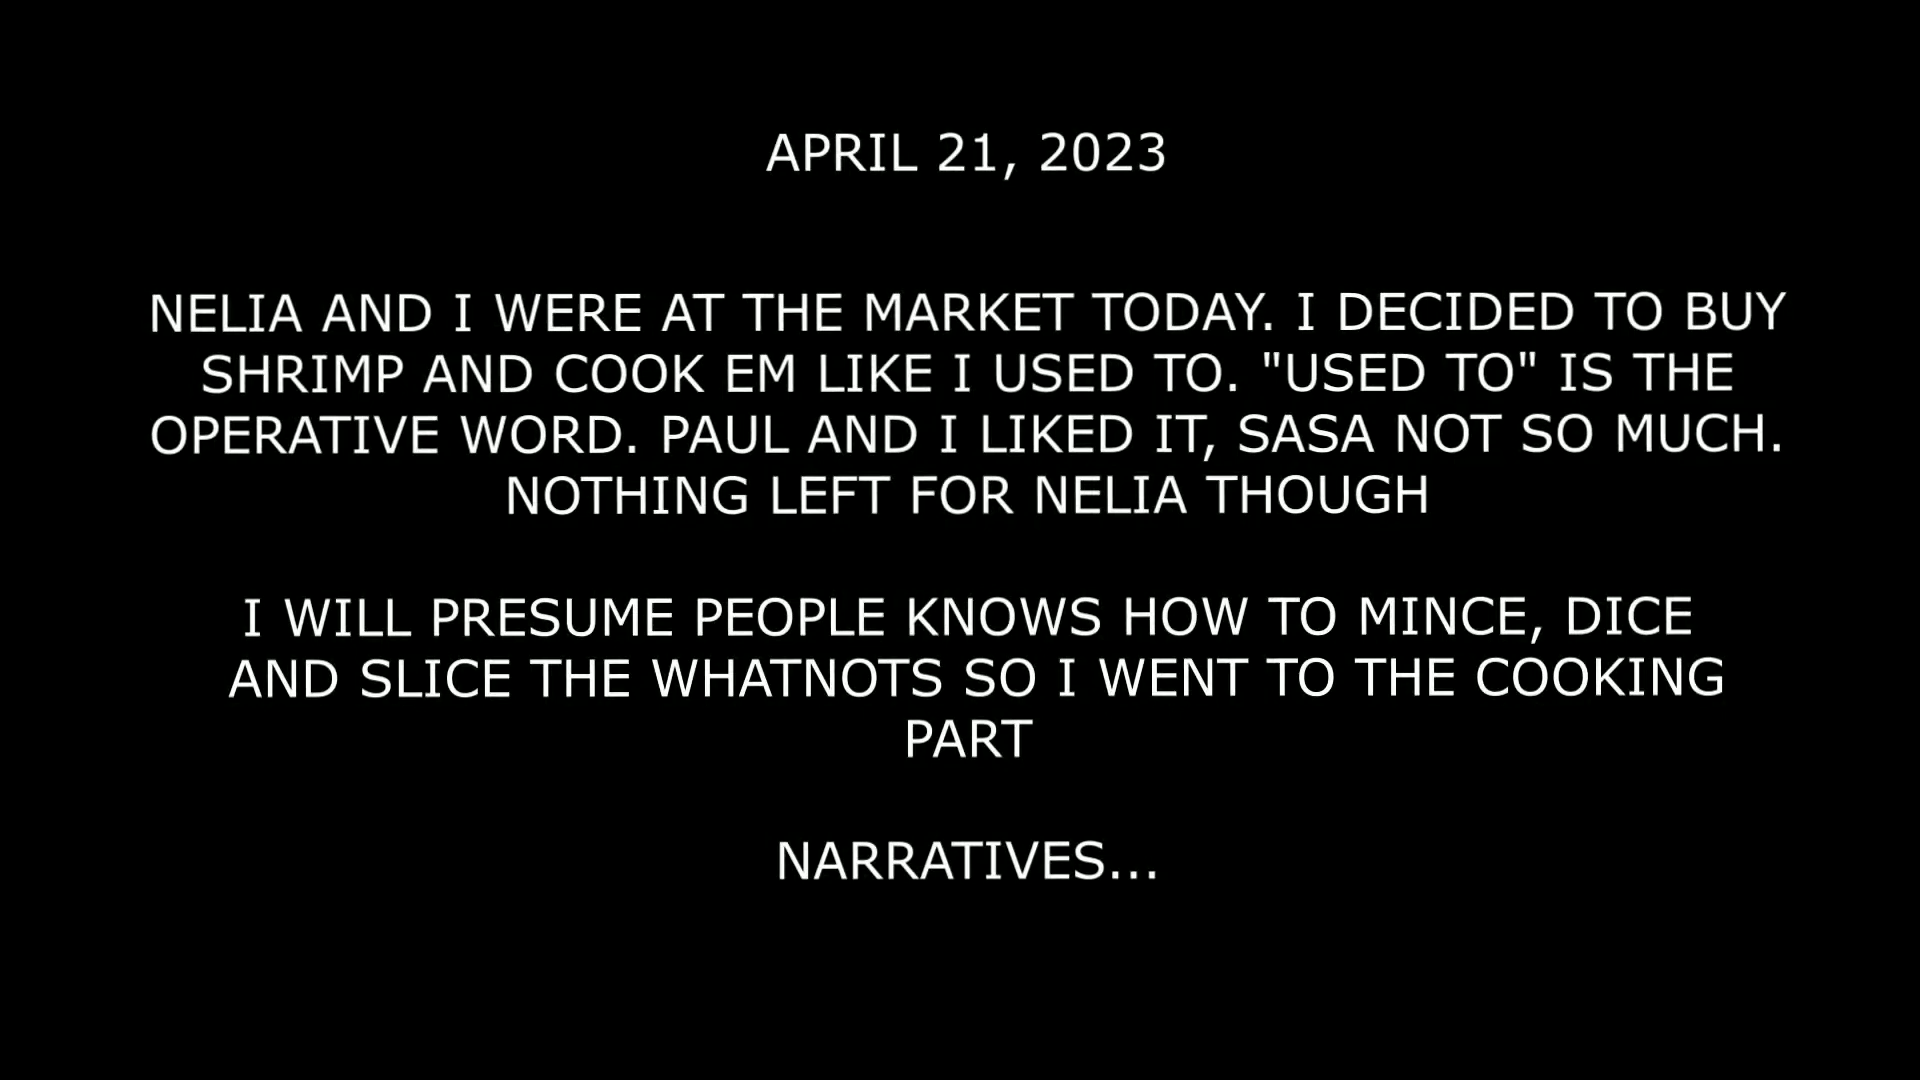 APRIL 21, 2023
NELIA AND I WERE AT THE MARKET TODAY. I DECIDED TO BUY
SHRIMP AND COOK EM LIKE I USED TO. "USED TO" IS THE
OPERATIVE WORD. PAUL AND I LIKED IT, SASA NOT SO MUCH.
NOTHING LEFT FOR NELIA THOUGH
I WILL PRESUME PEOPLE KNOWS HOW TO MINCE, DICE
AND SLICE THE WHATNOTS SO I WENT TO THE COOKING
PART
NARRATIVES...